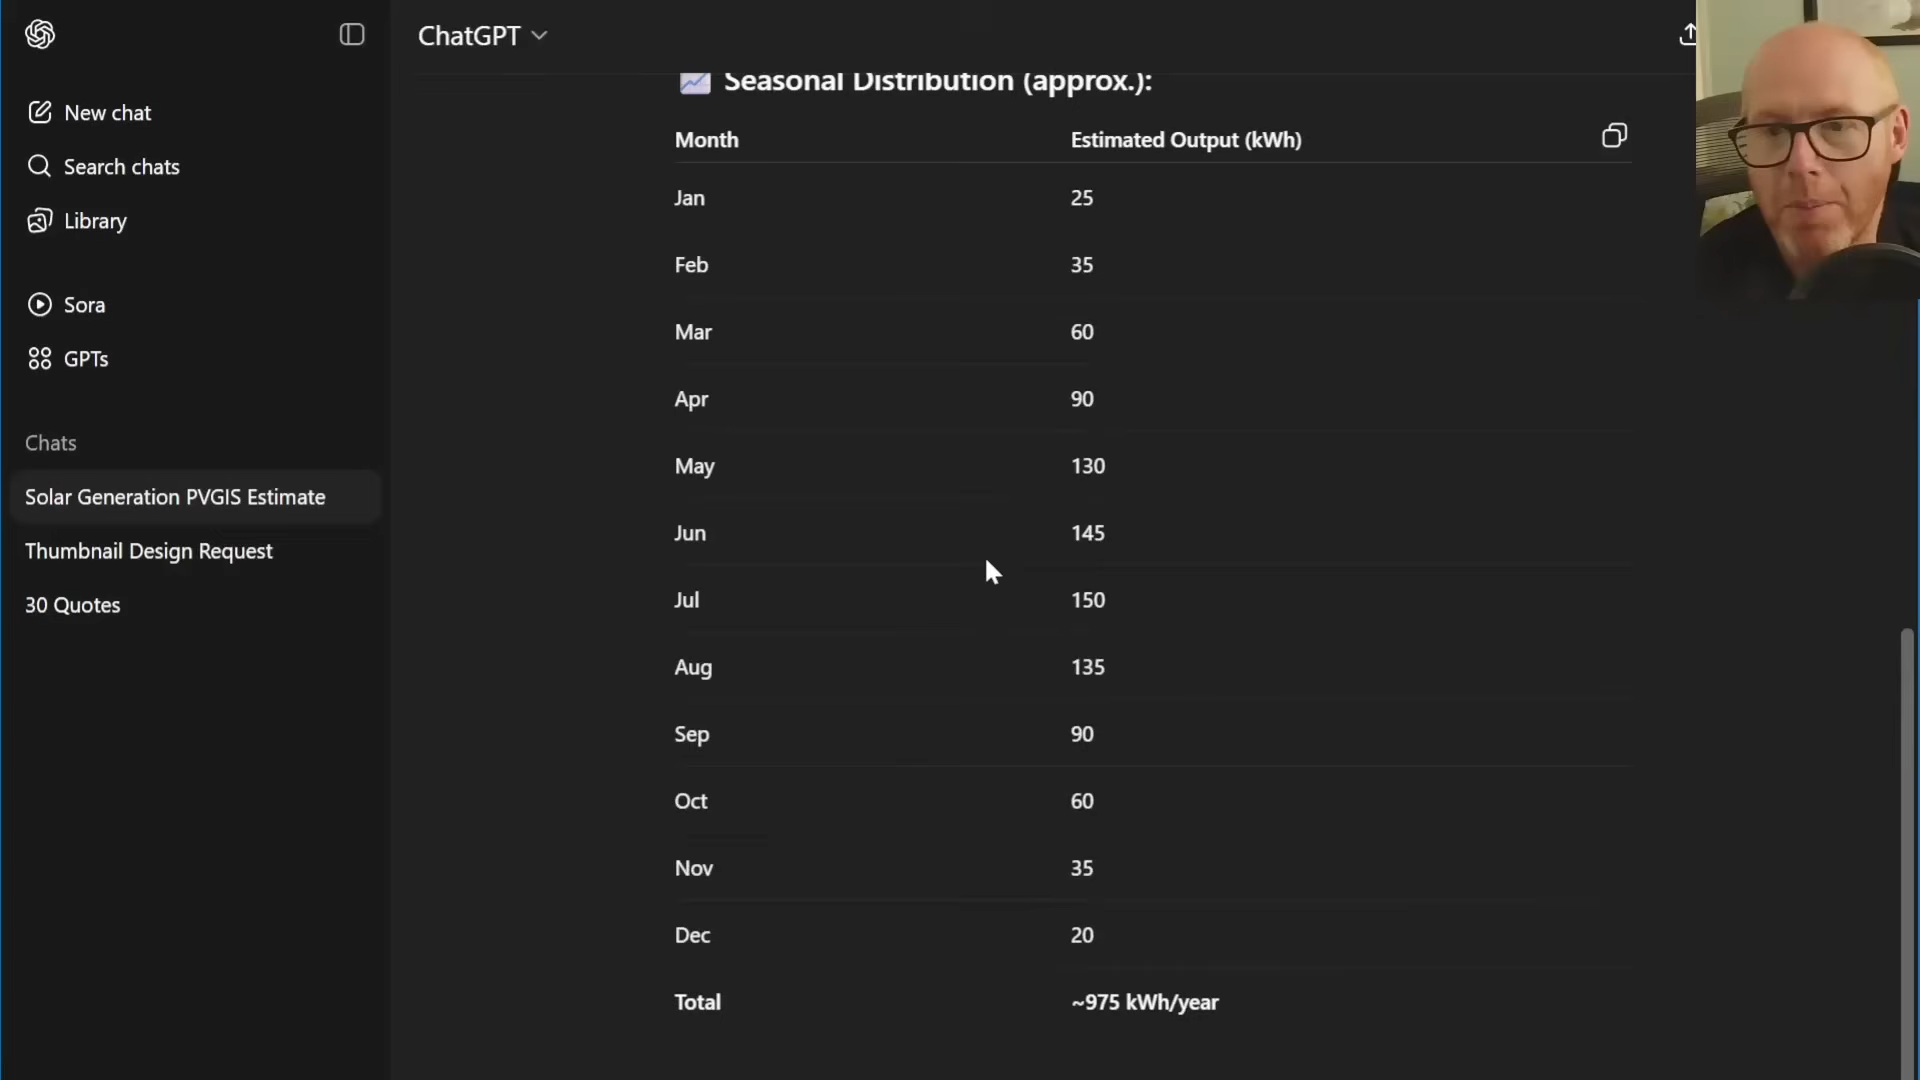 ChatGPT
New chat
Search chats
Library
Sora
GPTs
Chats
Solar Generation PVGIS Estimate
Thumbnail Design Request
30 Quotes
Seasonal Distribution (approx.):
Month Estimated Output (kWh)
Jan 25
Feb 35
Mar 60
Apr 90
May 130
Jun 145
Jul 150
Aug 135
Sep 90
Oct 60
Nov 35
Dec 20
Total ~975 kWh/year